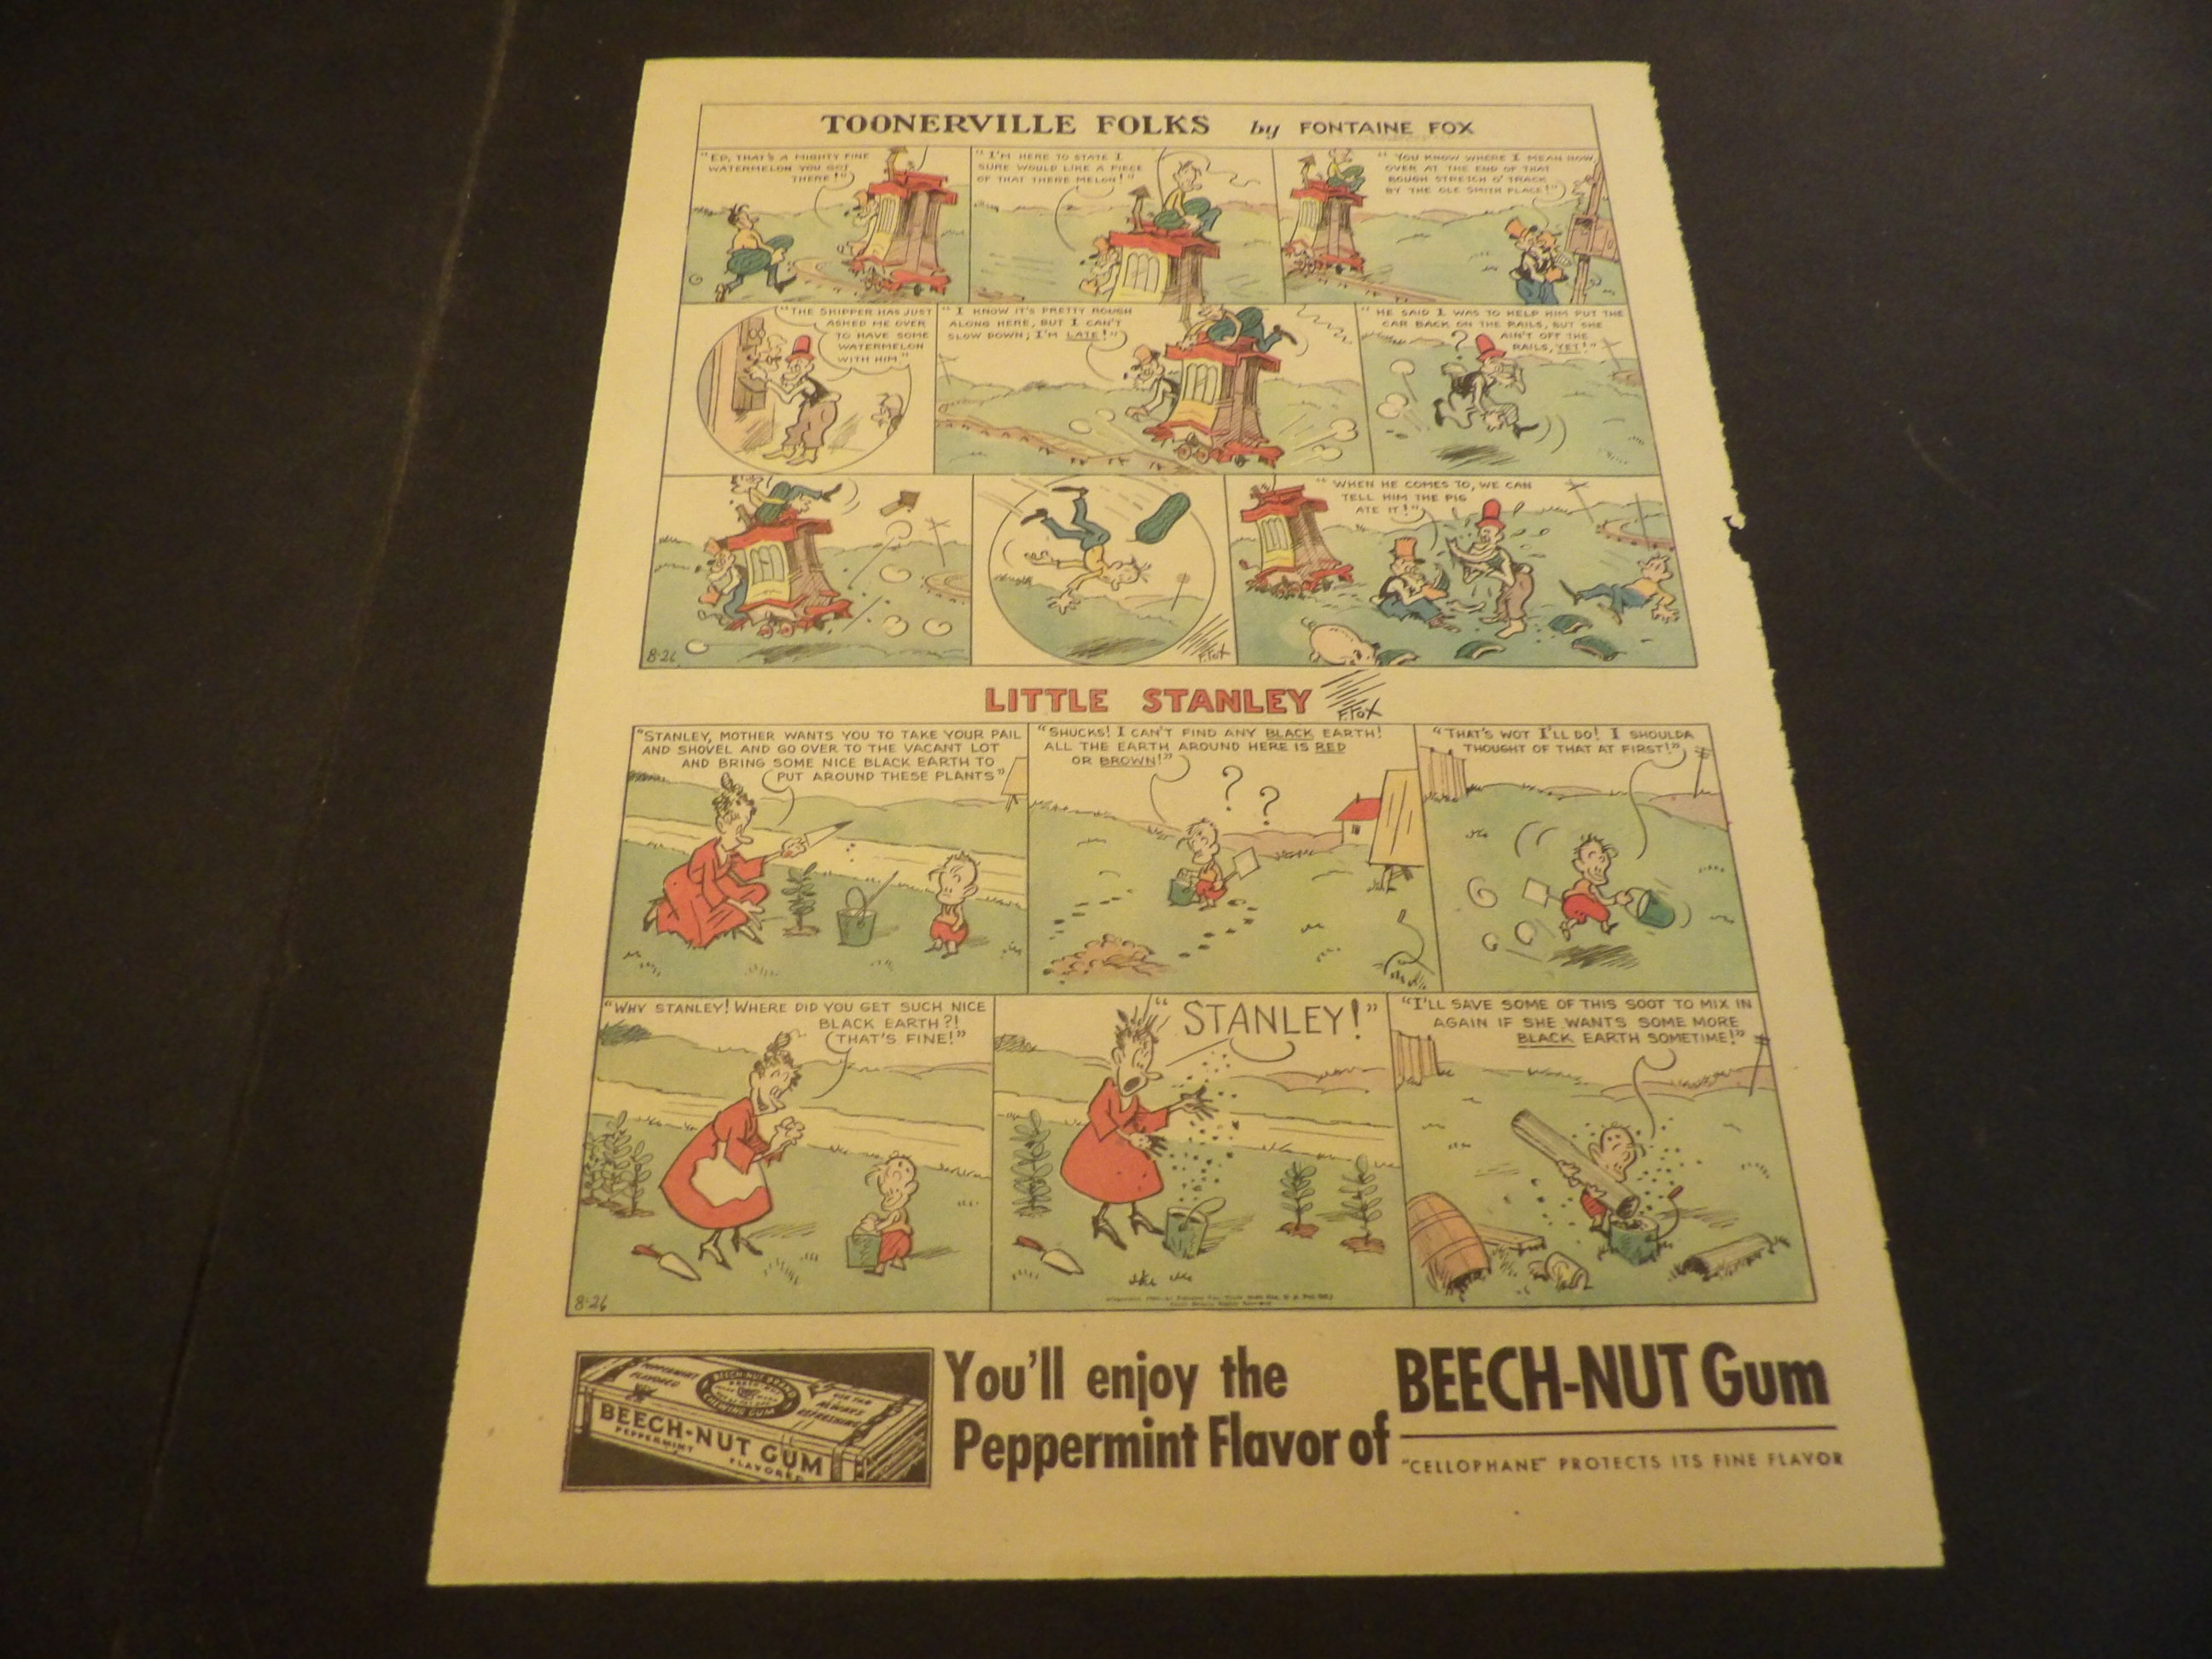 TOONERVILLE FOLKS by FONTAINE FOX
"ED, THAT'S A MIGHTY FINE
WATERMELON YOU GOT
THERE!"
"I'M HERE TO STATE I
SURE WOULD LIKE A PIECE
OF THAT THERE MELON!"
"YOU KNOW WHERE I MEAN NOW,
OVER AT THE END OF THAT
ROUGH STRETCH O' TRACK
BY THE OLE SMITH PLACE!"
"THE SKIPPER HAS JUST
ASKED ME OVER
TO HAVE SOME
WATERMELON
WITH HIM"
"I KNOW IT'S PRETTY ROUGH
ALONG HERE, BUT I CAN'T
SLOW DOWN; I'M LATE!"
"HE SAID I WAS TO HELP HIM PUT THE
CAR BACK ON THE RAILS, BUT SHE
AIN'T OFF THE
RAILS, YET!"
?
8-26
F. Fox
"WHEN HE COMES TO, WE CAN
TELL HIM THE PIG
ATE IT!"
LITTLE STANLEY
F. Fox
"STANLEY, MOTHER WANTS YOU TO TAKE YOUR PAIL
AND SHOVEL AND GO OVER TO THE VACANT LOT
AND BRING SOME NICE BLACK EARTH TO
PUT AROUND THESE PLANTS"
"SHUCKS! I CAN'T FIND ANY BLACK EARTH!
ALL THE EARTH AROUND HERE IS RED
OR BROWN!"
? ?
"THAT'S WOT I'LL DO! I SHOULDA
THOUGHT OF THAT AT FIRST!"
"WHY STANLEY! WHERE DID YOU GET SUCH NICE
BLACK EARTH?!
THAT'S FINE!"
8-26
"STANLEY!"
"I'LL SAVE SOME OF THIS SOOT TO MIX IN
AGAIN IF SHE WANTS SOME MORE
BLACK EARTH SOMETIME!"
PEPPERMINT
FLAVORED
BEECH-NUT BRAND
CHEWING GUM
ALWAYS
REFRESHING
BEECH-NUT GUM
PEPPERMINT
FLAVORED
You'll enjoy the
Peppermint Flavor of
BEECH-NUT Gum
"CELLOPHANE" PROTECTS ITS FINE FLAVOR